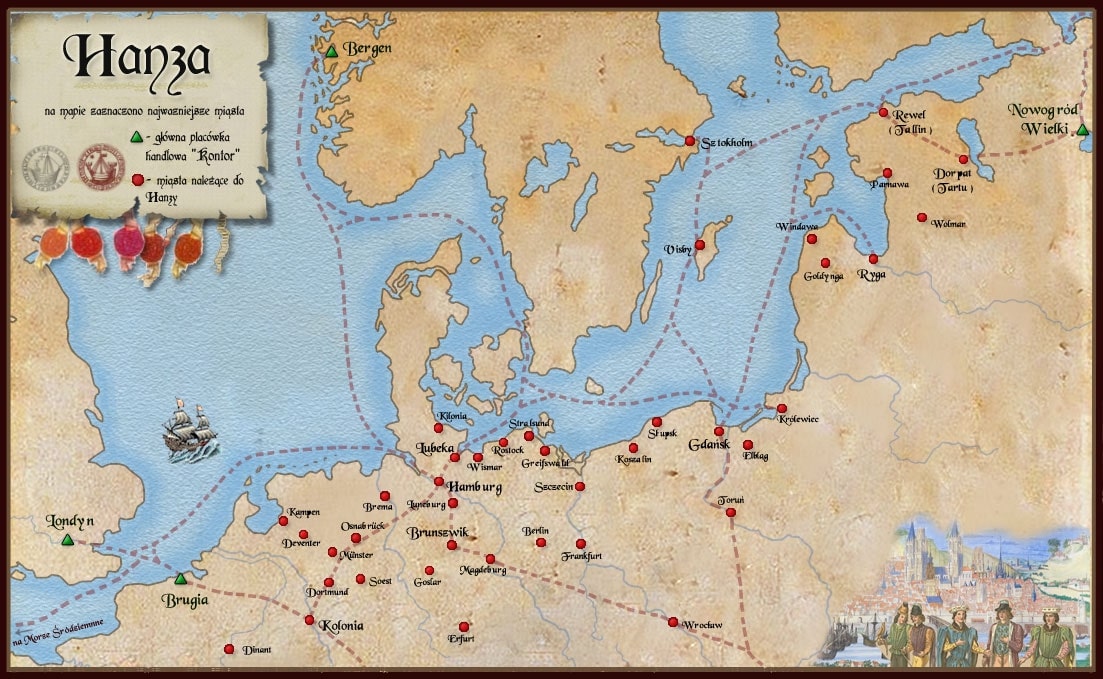 Hanza
na mapie zaznaczono najważniejsze miasta
- główna placówka
handlowa "Kontor"
- miasta należące do
Hanzy
Bergen
Nowogród
Wielki
Rewel
( Tallin )
Sztokholm
Dorpat
( Tartu )
Parnawa
Wolmar
Windawa
Visby
Goldynga
Ryga
Kilonia
Królewiec
Stralsund
Słupsk
Lubeka
Rostock
Gdańsk
Wismar
Greifswald
Koszalin
Elbląg
Hamburg
Szczecin
Brema
Lyneburg
Toruń
Kampen
Londyn
Osnabrück
Brunszwik
Berlin
Deventer
Münster
Frankfurt
Magdeburg
Soest
Goslar
Dortmund
Brugia
Kolonia
Wrocław
na Morze Śródziemnne
Erfurt
Dinant